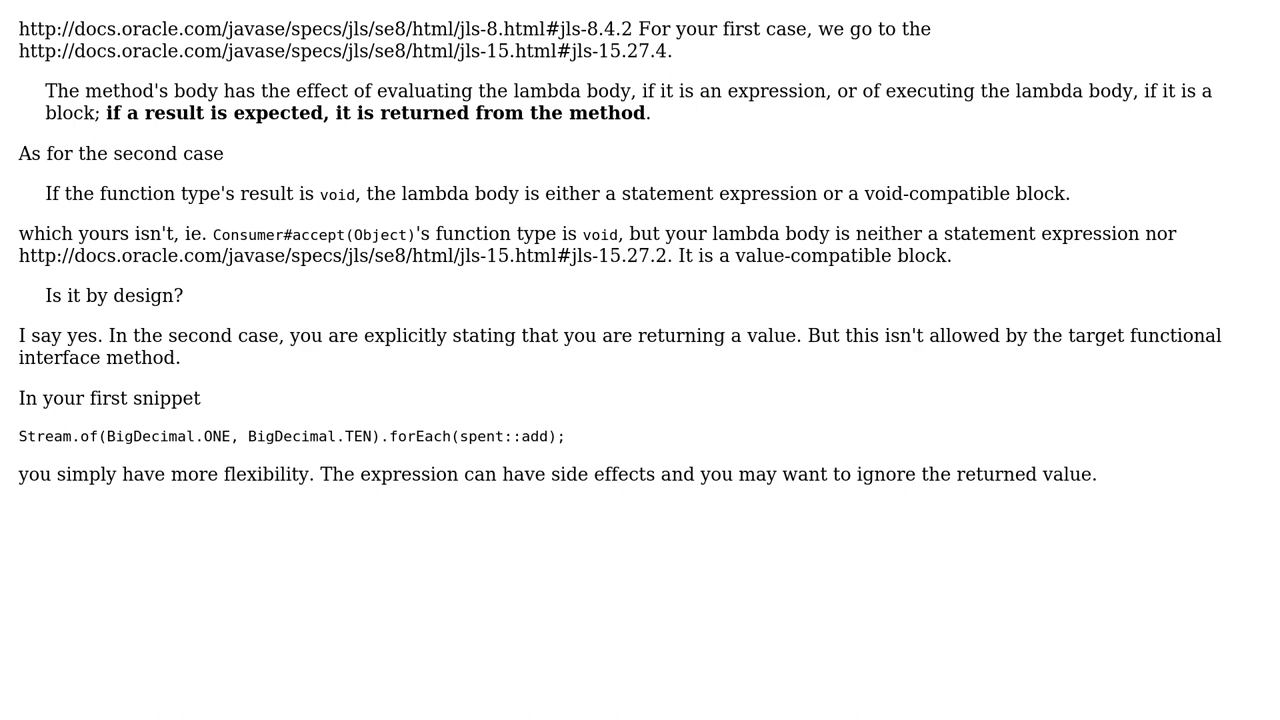 http://docs.oracle.com/javase/specs/jls/se8/html/jls-8.html#jls-8.4.2 For your first case, we go to the
http://docs.oracle.com/javase/specs/jls/se8/html/jls-15.html#jls-15.27.4.
The method's body has the effect of evaluating the lambda body, if it is an expression, or of executing the lambda body, if it is a
block; if a result is expected, it is returned from the method.
As for the second case
If the function type's result is void, the lambda body is either a statement expression or a void-compatible block.
which yours isn't, ie. Consumer#accept(Object)'s function type is void, but your lambda body is neither a statement expression nor
http://docs.oracle.com/javase/specs/jls/se8/html/jls-15.html#jls-15.27.2. It is a value-compatible block.
Is it by design?
I say yes. In the second case, you are explicitly stating that you are returning a value. But this isn't allowed by the target functional
interface method.
In your first snippet
Stream.of(BigDecimal.ONE, BigDecimal.TEN).forEach(spent::add);
you simply have more flexibility. The expression can have side effects and you may want to ignore the returned value.